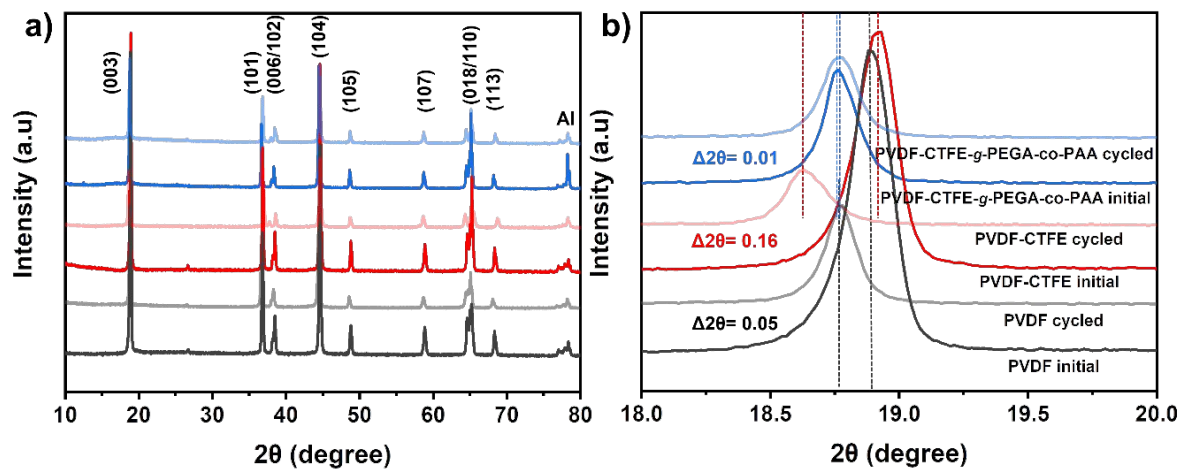 a)
Intensity (a.u)
(003)
(101)
(006/102)
(104)
(105)
(107)
(018/110)
(113)
Al
10 20 30 40 50 60 70 80
2θ (degree)
b)
Intensity (a.u)
Δ2θ= 0.01
Δ2θ= 0.16
Δ2θ= 0.05
PVDF-CTFE-g-PEGA-co-PAA cycled
PVDF-CTFE-g-PEGA-co-PAA initial
PVDF-CTFE cycled
PVDF-CTFE initial
PVDF cycled
PVDF initial
18.0 18.5 19.0 19.5 20.0
2θ (degree)